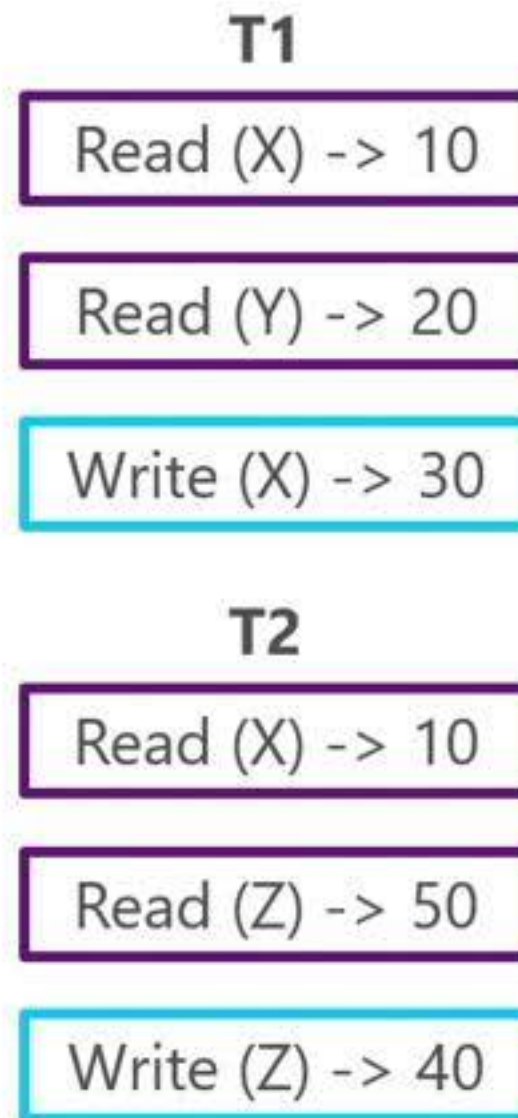 T1
Read (X) -> 10
Read (Y) -> 20
Write (X) -> 30
T2
Read (X) -> 10
Read (Z) -> 50
Write (Z) -> 40